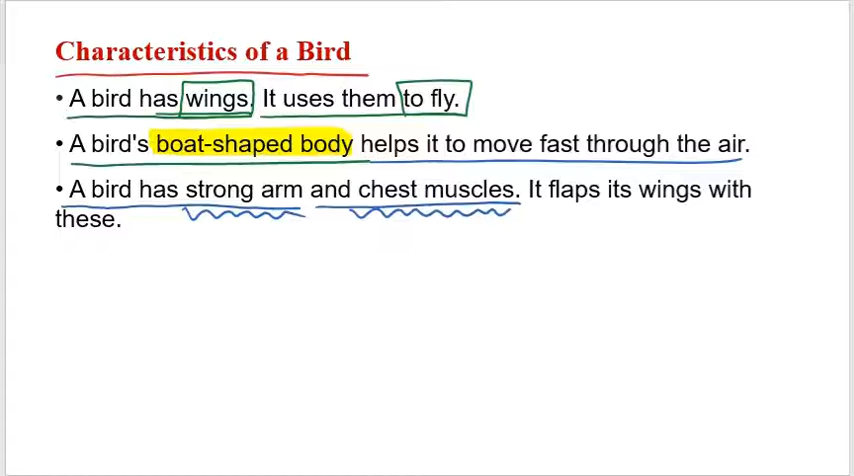 Characteristics of a Bird
• A bird has wings. It uses them to fly.
• A bird's boat-shaped body helps it to move fast through the air.
• A bird has strong arm and chest muscles. It flaps its wings with
these.